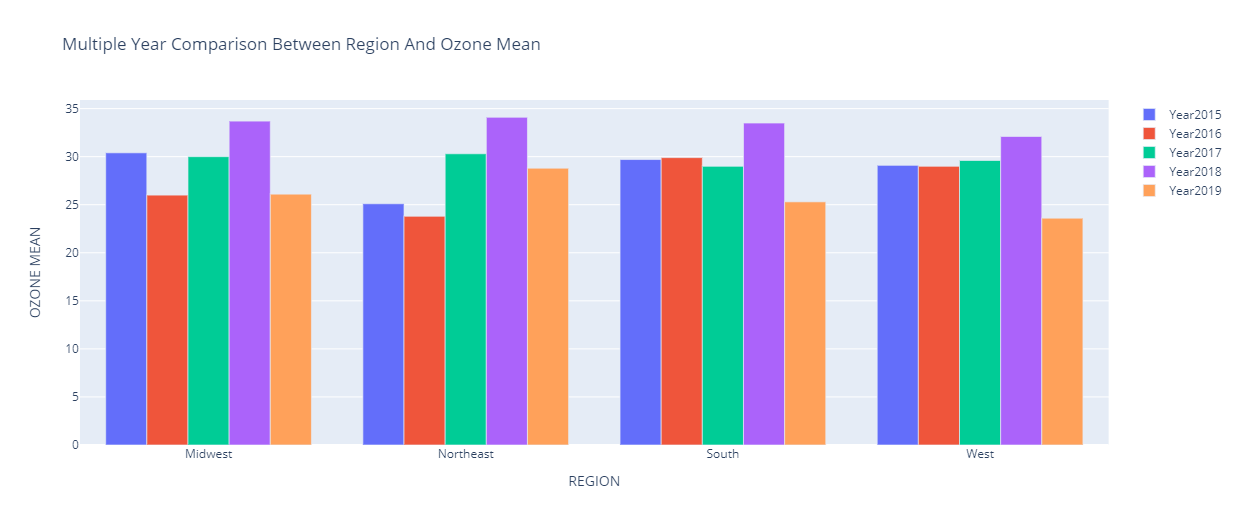 Multiple Year Comparison Between Region And Ozone Mean
35
30
25
20
15
10
5
0
OZONE MEAN
Midwest
Northeast
South
West
REGION
Year2015
Year2016
Year2017
Year2018
Year2019